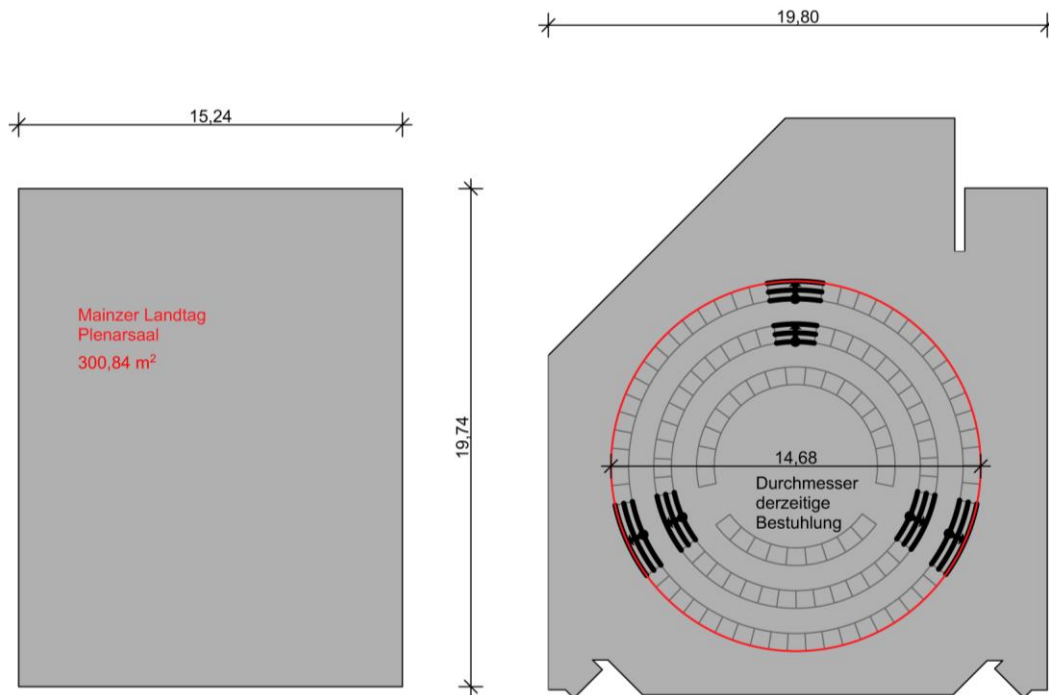 19,80
15,24
Mainzer Landtag
Plenarsaal
300,84 m²
19,74
14,68
Durchmesser
derzeitige
Bestuhlung